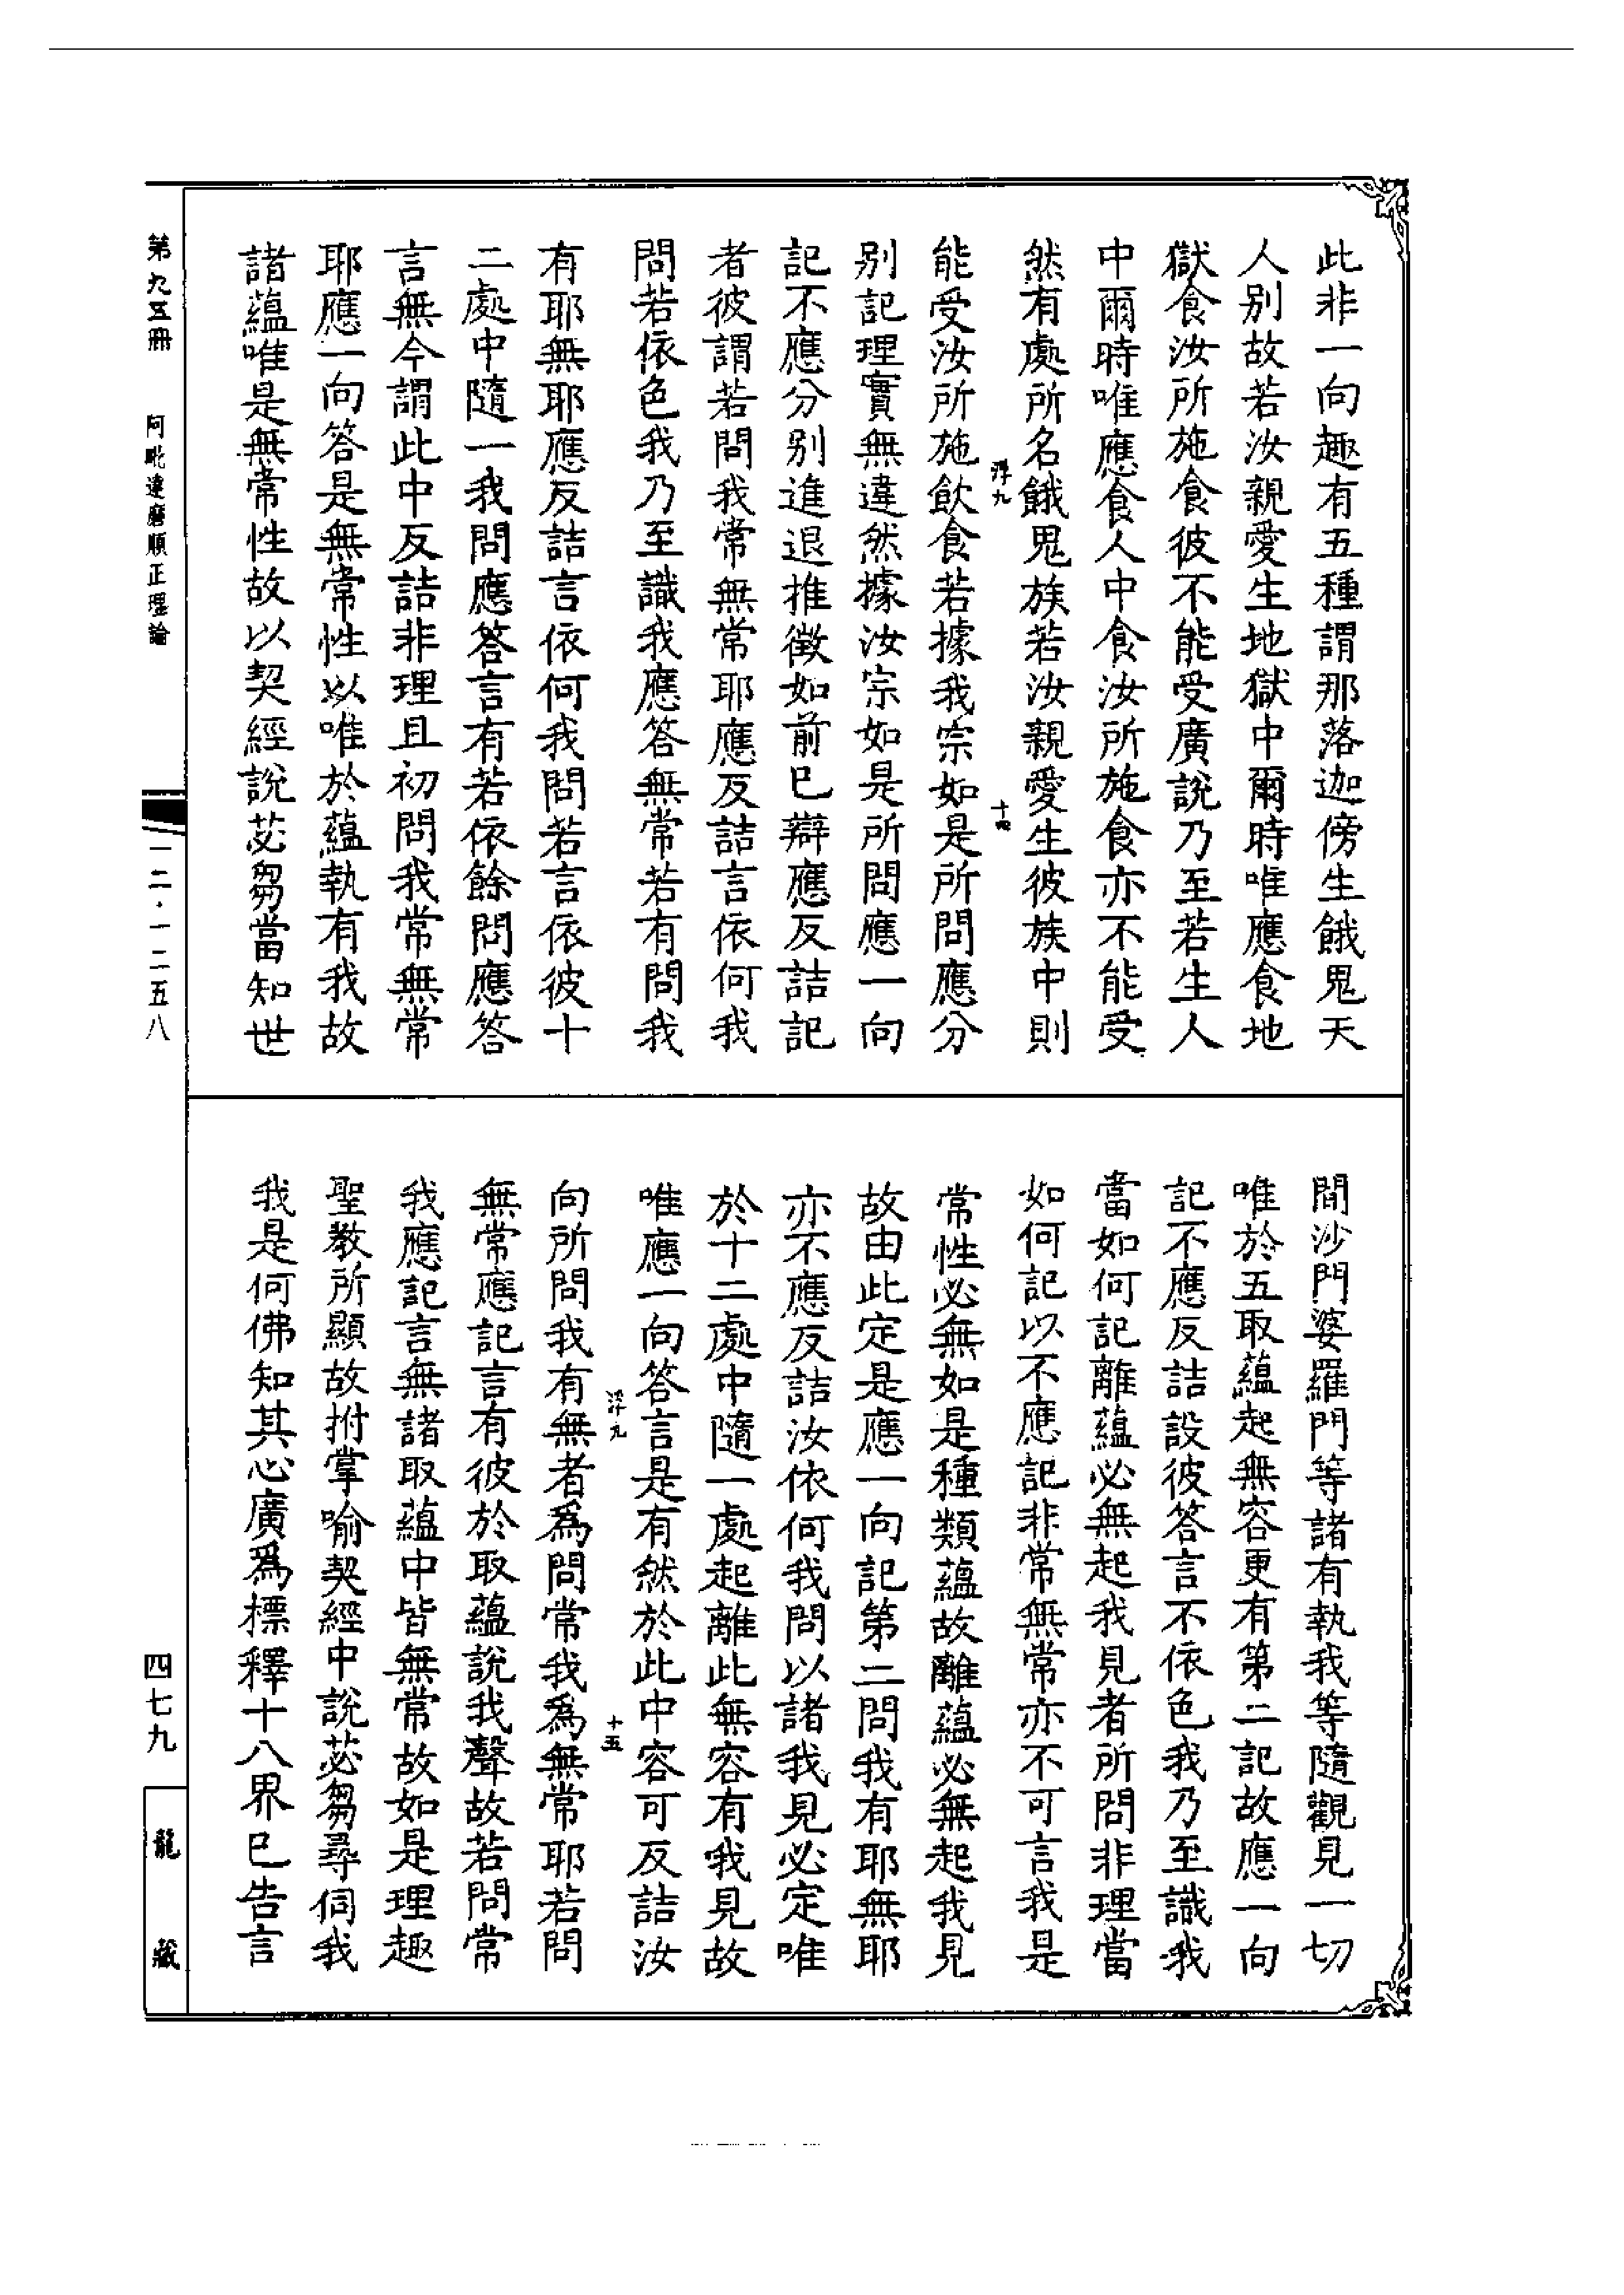 此非一向趣有五種謂那落迦傍生餓鬼天
人別故若汝親愛生地獄中爾時唯應食地
獄食汝所施食彼不能受廣說乃至若生人
中爾時唯應食人中食汝所施食亦不能受
然有處所名餓鬼族若汝親愛生彼族中則
浮九
十四
能受汝所施飲食若據我宗如是所問應分
別記理實無違然據汝宗如是所問應一向
記不應分別進退推徵如前已辯應反詰記
者彼謂若問我常無常耶應反詰言依何我
問若依色我乃至識我應答無常若有問我
有耶無耶應反詰言依何我問若言依彼十
二處中隨一我問應答言有若依餘問應答
言無今謂此中反詰非理且初問我常無常
耶應一向答是無常性以唯於蘊執有我故
諸蘊唯是無常性故以契經說苾芻當知世
間沙門婆羅門等諸有執我等隨觀見一切
唯於五取蘊起無容更有第二記故應一向
記不應反詰設彼答言不依色我乃至識我
當如何記離蘊必無起我見者所問非理當
如何記以不應記非常無常亦不可言我是
常性必無如是種類蘊故離蘊必無起我見
故由此定是應一向記第二問我有耶無耶
亦不應反詰汝依何我問以諸我見必定唯
於十二處中隨一處起離此無容有我見故
唯應一向答言是有然於此中容可反詰汝
浮九
十五
向所問我有無者為問常我為無常耶若問
無常應記言有彼於取蘊說我聲故若問常
我應記言無諸取蘊中皆無常故如是理趣
聖教所顯故拊掌喻契經中說苾芻尋伺我
我是何佛知其心廣為標釋十八界已告言
第九五冊
阿毗達磨順正理論
一二·一二五八
四七九
龍藏